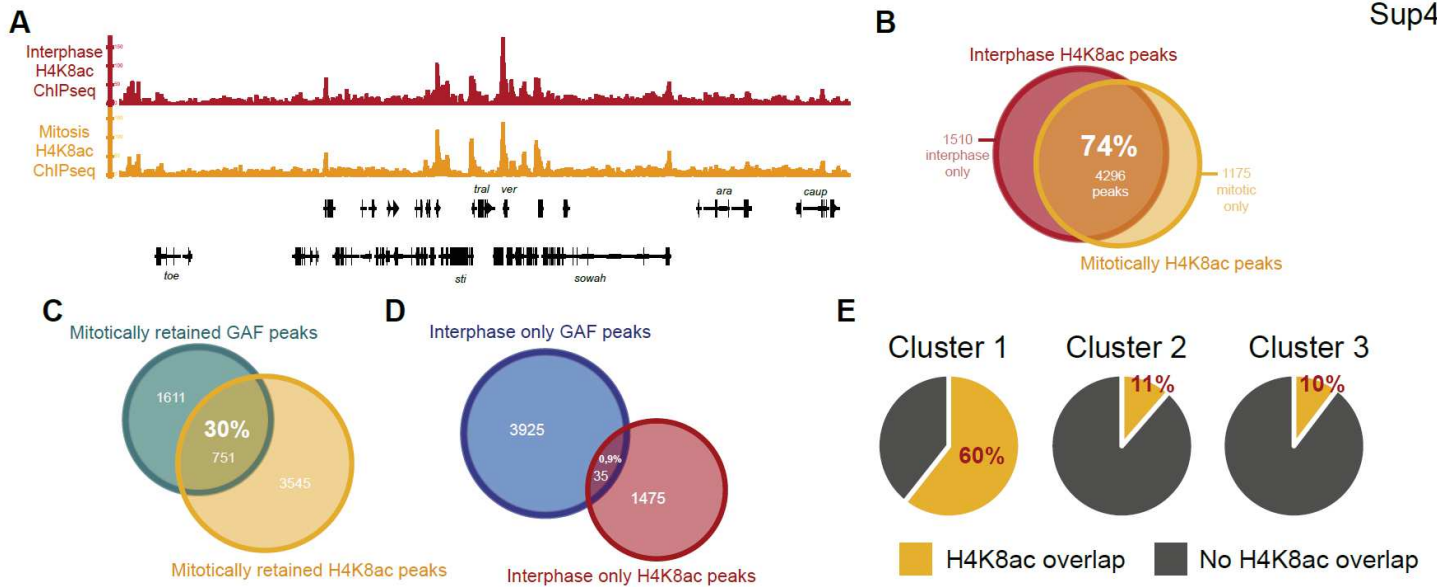 Sup4
A
Interphase
H4K8ac
ChIPseq
Mitosis
H4K8ac
ChIPseq
tral ver
ara
caup
toe
sti
sowah
B
Interphase H4K8ac peaks
1510
interphase
only
74%
4296
peaks
1175
mitotic
only
Mitotically H4K8ac peaks
C
Mitotically retained GAF peaks
1611
30%
751
3545
Mitotically retained H4K8ac peaks
D
Interphase only GAF peaks
3925
0,9%
35
1475
Interphase only H4K8ac peaks
E
Cluster 1 Cluster 2 Cluster 3
60%
11%
10%
H4K8ac overlap No H4K8ac overlap